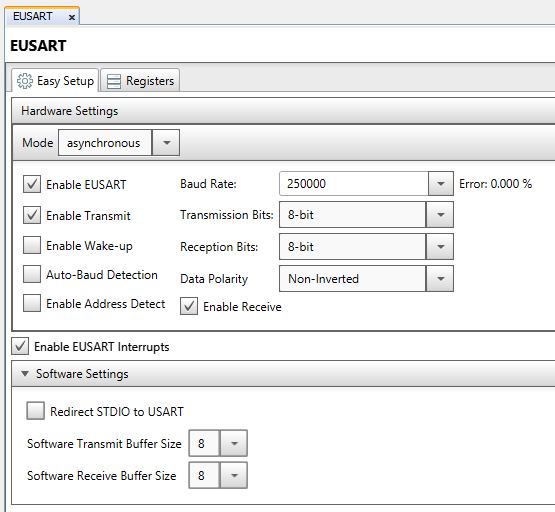 EUSART x
EUSART
Easy Setup Registers
Hardware Settings
Mode asynchronous
Enable EUSART Baud Rate: 250000 Error: 0.000 %
Enable Transmit Transmission Bits: 8-bit
Enable Wake-up Reception Bits: 8-bit
Auto-Baud Detection Data Polarity Non-Inverted
Enable Address Detect Enable Receive
Enable EUSART Interrupts
Software Settings
Redirect STDIO to USART
Software Transmit Buffer Size 8
Software Receive Buffer Size 8